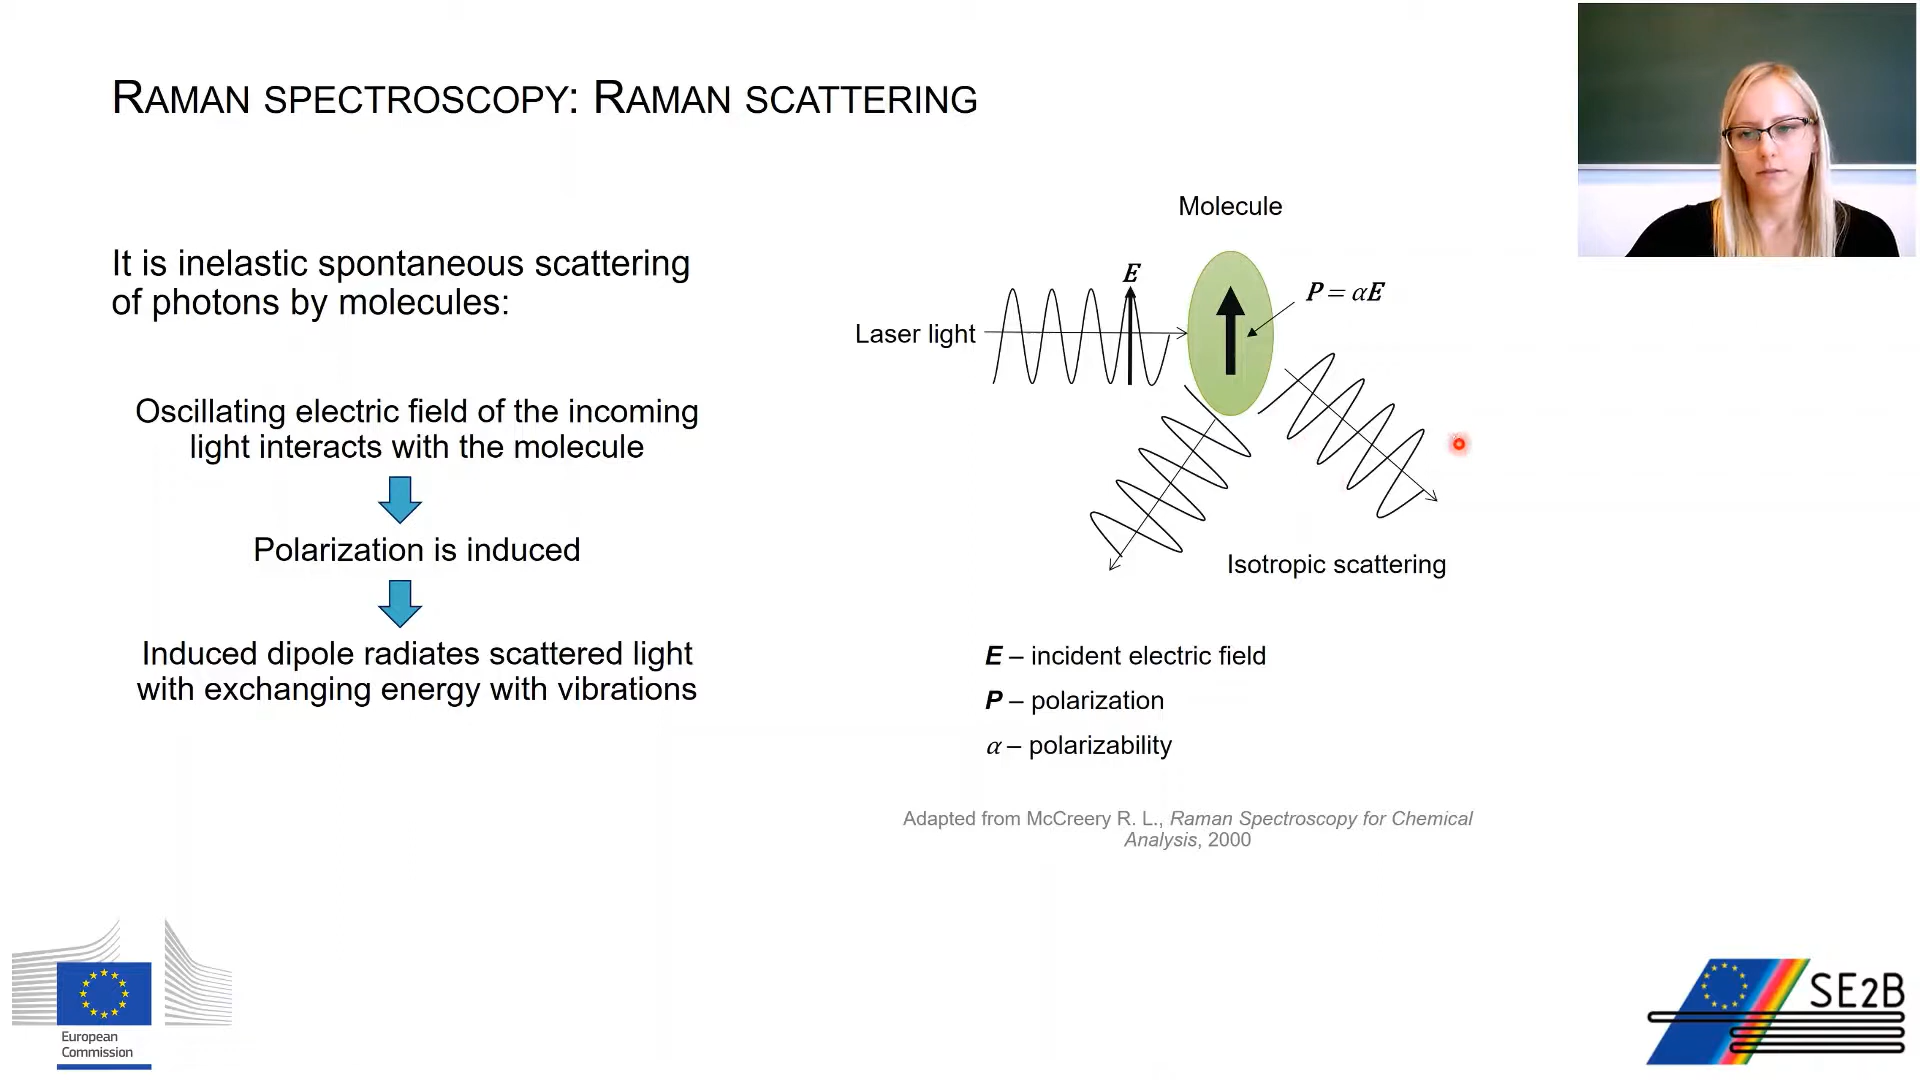 RAMAN SPECTROSCOPY: RAMAN SCATTERING
It is inelastic spontaneous scattering
of photons by molecules:
Oscillating electric field of the incoming
light interacts with the molecule
Polarization is induced
Induced dipole radiates scattered light
with exchanging energy with vibrations
Molecule
E
P = αE
Laser light
Isotropic scattering
E – incident electric field
P – polarization
α – polarizability
Adapted from McCreery R. L., Raman Spectroscopy for Chemical
Analysis, 2000
European
Commission
SE2B